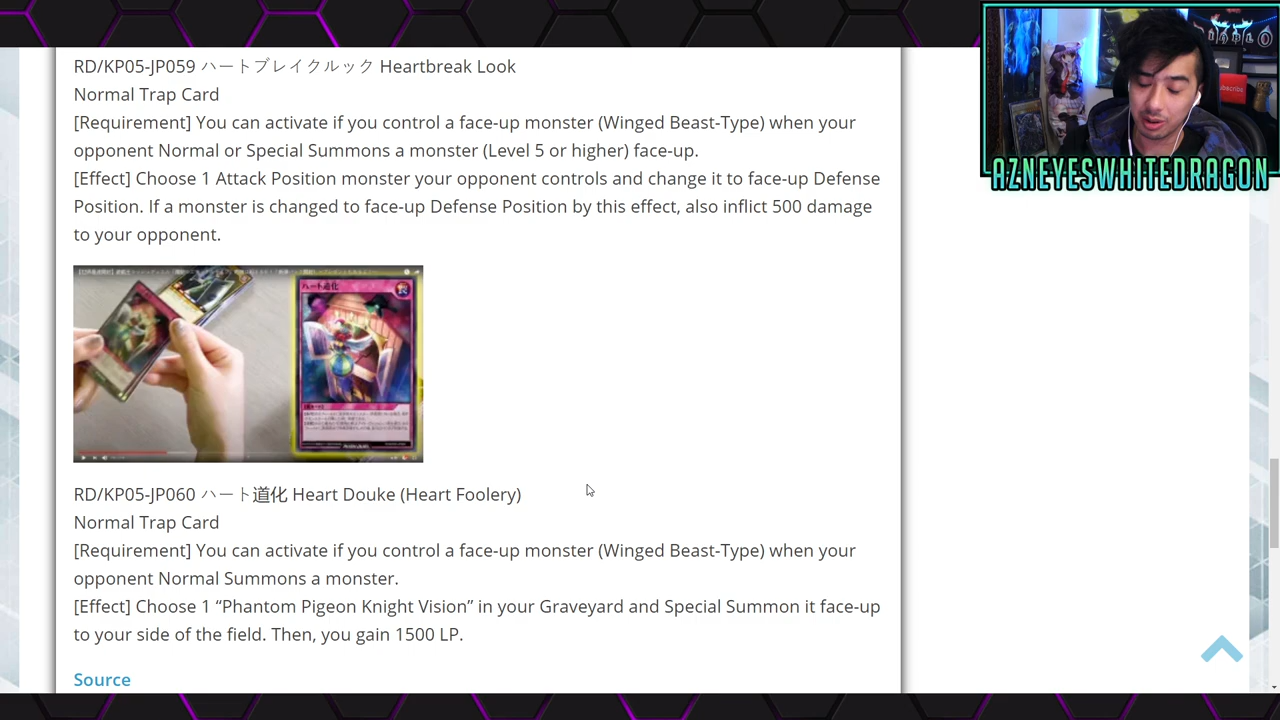 RD/KP05-JP059 ハートブレイクルック Heartbreak Look
Normal Trap Card
[Requirement] You can activate if you control a face-up monster (Winged Beast-Type) when your
opponent Normal or Special Summons a monster (Level 5 or higher) face-up.
[Effect] Choose 1 Attack Position monster your opponent controls and change it to face-up Defense
Position. If a monster is changed to face-up Defense Position by this effect, also inflict 500 damage
to your opponent.
ハート道化
RD/KP05-JP060 ハート道化 Heart Douke (Heart Foolery)
Normal Trap Card
[Requirement] You can activate if you control a face-up monster (Winged Beast-Type) when your
opponent Normal Summons a monster.
[Effect] Choose 1 “Phantom Pigeon Knight Vision” in your Graveyard and Special Summon it face-up
to your side of the field. Then, you gain 1500 LP.
Source
DIABLO
subscribe
AZNEYESWHITEDRAGON